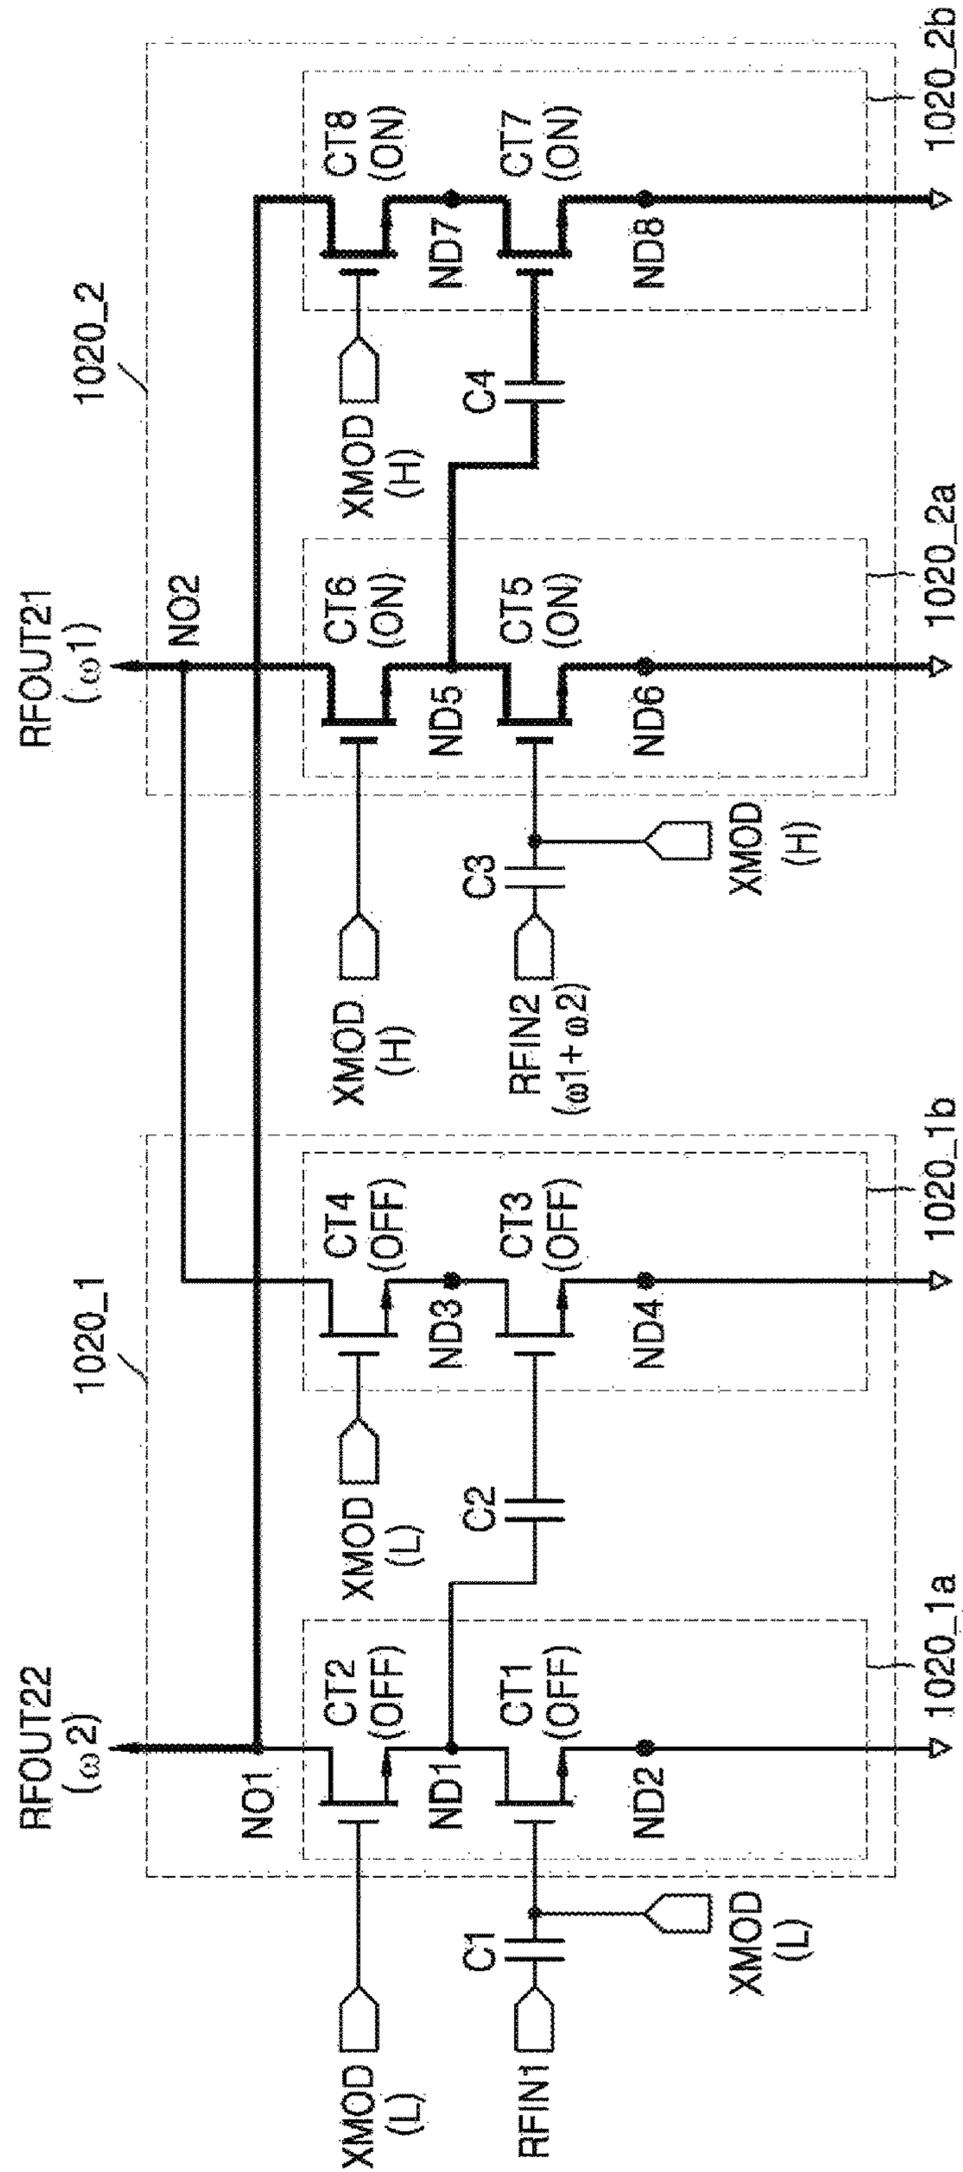 RFOUT22
(ω2)
RFOUT21
(ω1)
1020_1
1020_2
NO1
NO2
XMOD
(L)
CT2
(OFF)
XMOD
(L)
CT4
(OFF)
XMOD
(H)
CT6
(ON)
XMOD
(H)
CT8
(ON)
ND1
ND3
ND5
ND7
RFIN1
C1
CT1
(OFF)
C2
CT3
(OFF)
RFIN2
(ω1+ω2)
C3
CT5
(ON)
C4
CT7
(ON)
ND2
ND4
ND6
ND8
XMOD
(L)
XMOD
(H)
1020_1a
1020_1b
1020_2a
1020_2b